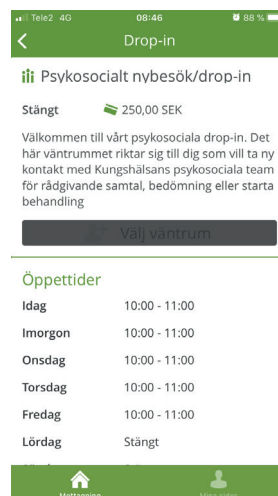 Tele2 4G 08:46 88 %
Drop-in
Psykosocialt nybesök/drop-in
Stängt 250,00 SEK
Välkommen till vårt psykosociala drop-in. Det
här väntrummet riktar sig till dig som vill ta ny
kontakt med Kungshälsans psykosociala team
för rådgivande samtal, bedömning eller starta
behandling
Välj väntrum
Öppettider
Idag 10:00 - 11:00
Imorgon 10:00 - 11:00
Onsdag 10:00 - 11:00
Torsdag 10:00 - 11:00
Fredag 10:00 - 11:00
Lördag Stängt